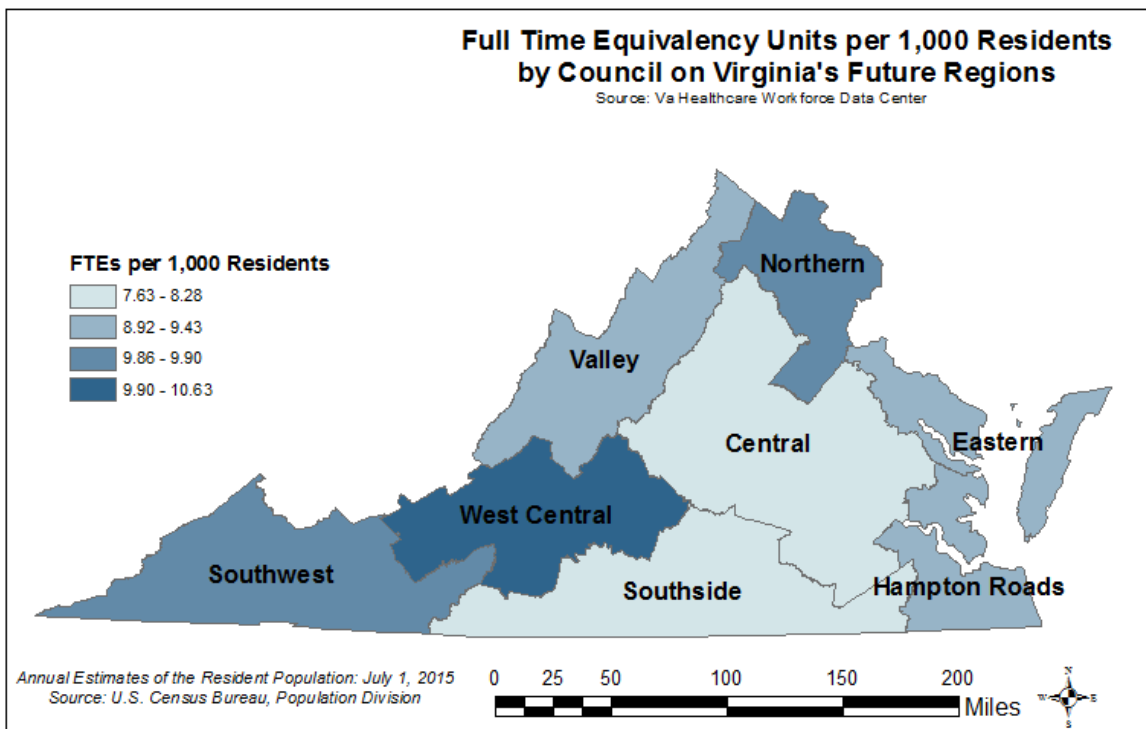 Full Time Equivalency Units per 1,000 Residents
by Council on Virginia's Future Regions
Source: Va Healthcare Workforce Data Center
FTEs per 1,000 Residents
7.63 - 8.28
8.92 - 9.43
9.86 - 9.90
9.90 - 10.63
Northern
Valley
Central
Eastern
West Central
Southwest
Southside
Hampton Roads
Annual Estimates of the Resident Population: July 1, 2015
Source: U.S. Census Bureau, Population Division
0 25 50 100 150 200
Miles
N
W E
S